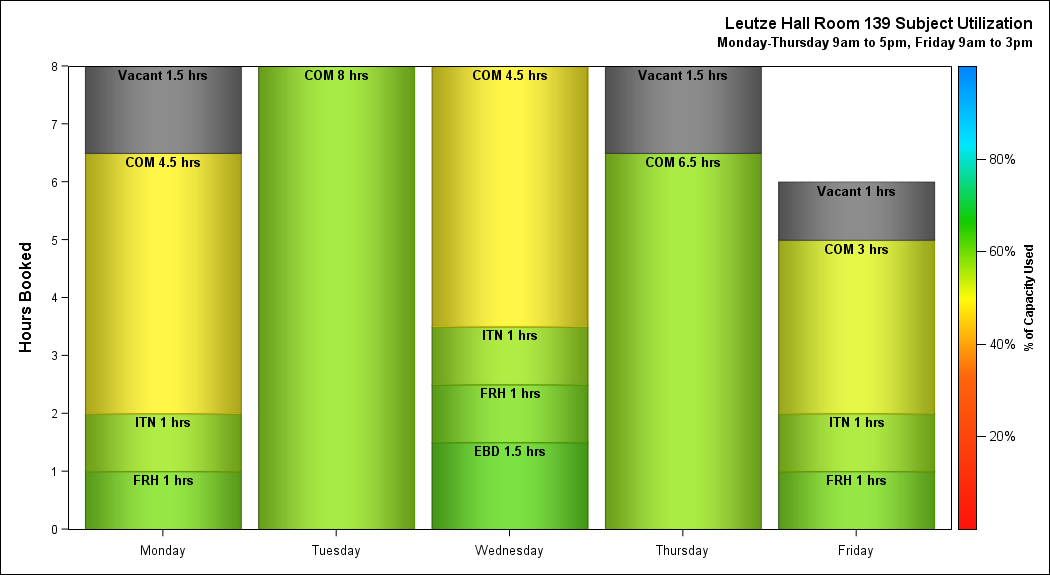 Leutze Hall Room 139 Subject Utilization
Monday-Thursday 9am to 5pm, Friday 9am to 3pm
Hours Booked
8
7
6
5
4
3
2
1
0
Vacant 1.5 hrs
COM 4.5 hrs
ITN 1 hrs
FRH 1 hrs
COM 8 hrs
COM 4.5 hrs
ITN 1 hrs
FRH 1 hrs
EBD 1.5 hrs
Vacant 1.5 hrs
COM 6.5 hrs
Vacant 1 hrs
COM 3 hrs
ITN 1 hrs
FRH 1 hrs
Monday Tuesday Wednesday Thursday Friday
80%
60%
40%
20%
% of Capacity Used